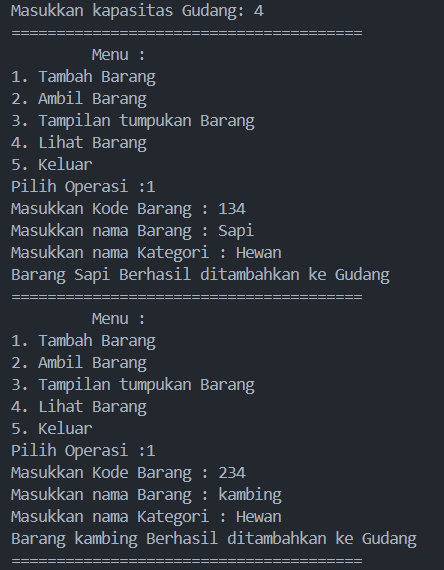 Masukkan kapasitas Gudang: 4
=======================================
Menu :
1. Tambah Barang
2. Ambil Barang
3. Tampilan tumpukan Barang
4. Lihat Barang
5. Keluar
Pilih Operasi :1
Masukkan Kode Barang : 134
Masukkan nama Barang : Sapi
Masukkan nama Kategori : Hewan
Barang Sapi Berhasil ditambahkan ke Gudang
=======================================
Menu :
1. Tambah Barang
2. Ambil Barang
3. Tampilan tumpukan Barang
4. Lihat Barang
5. Keluar
Pilih Operasi :1
Masukkan Kode Barang : 234
Masukkan nama Barang : kambing
Masukkan nama Kategori : Hewan
Barang kambing Berhasil ditambahkan ke Gudang
=======================================